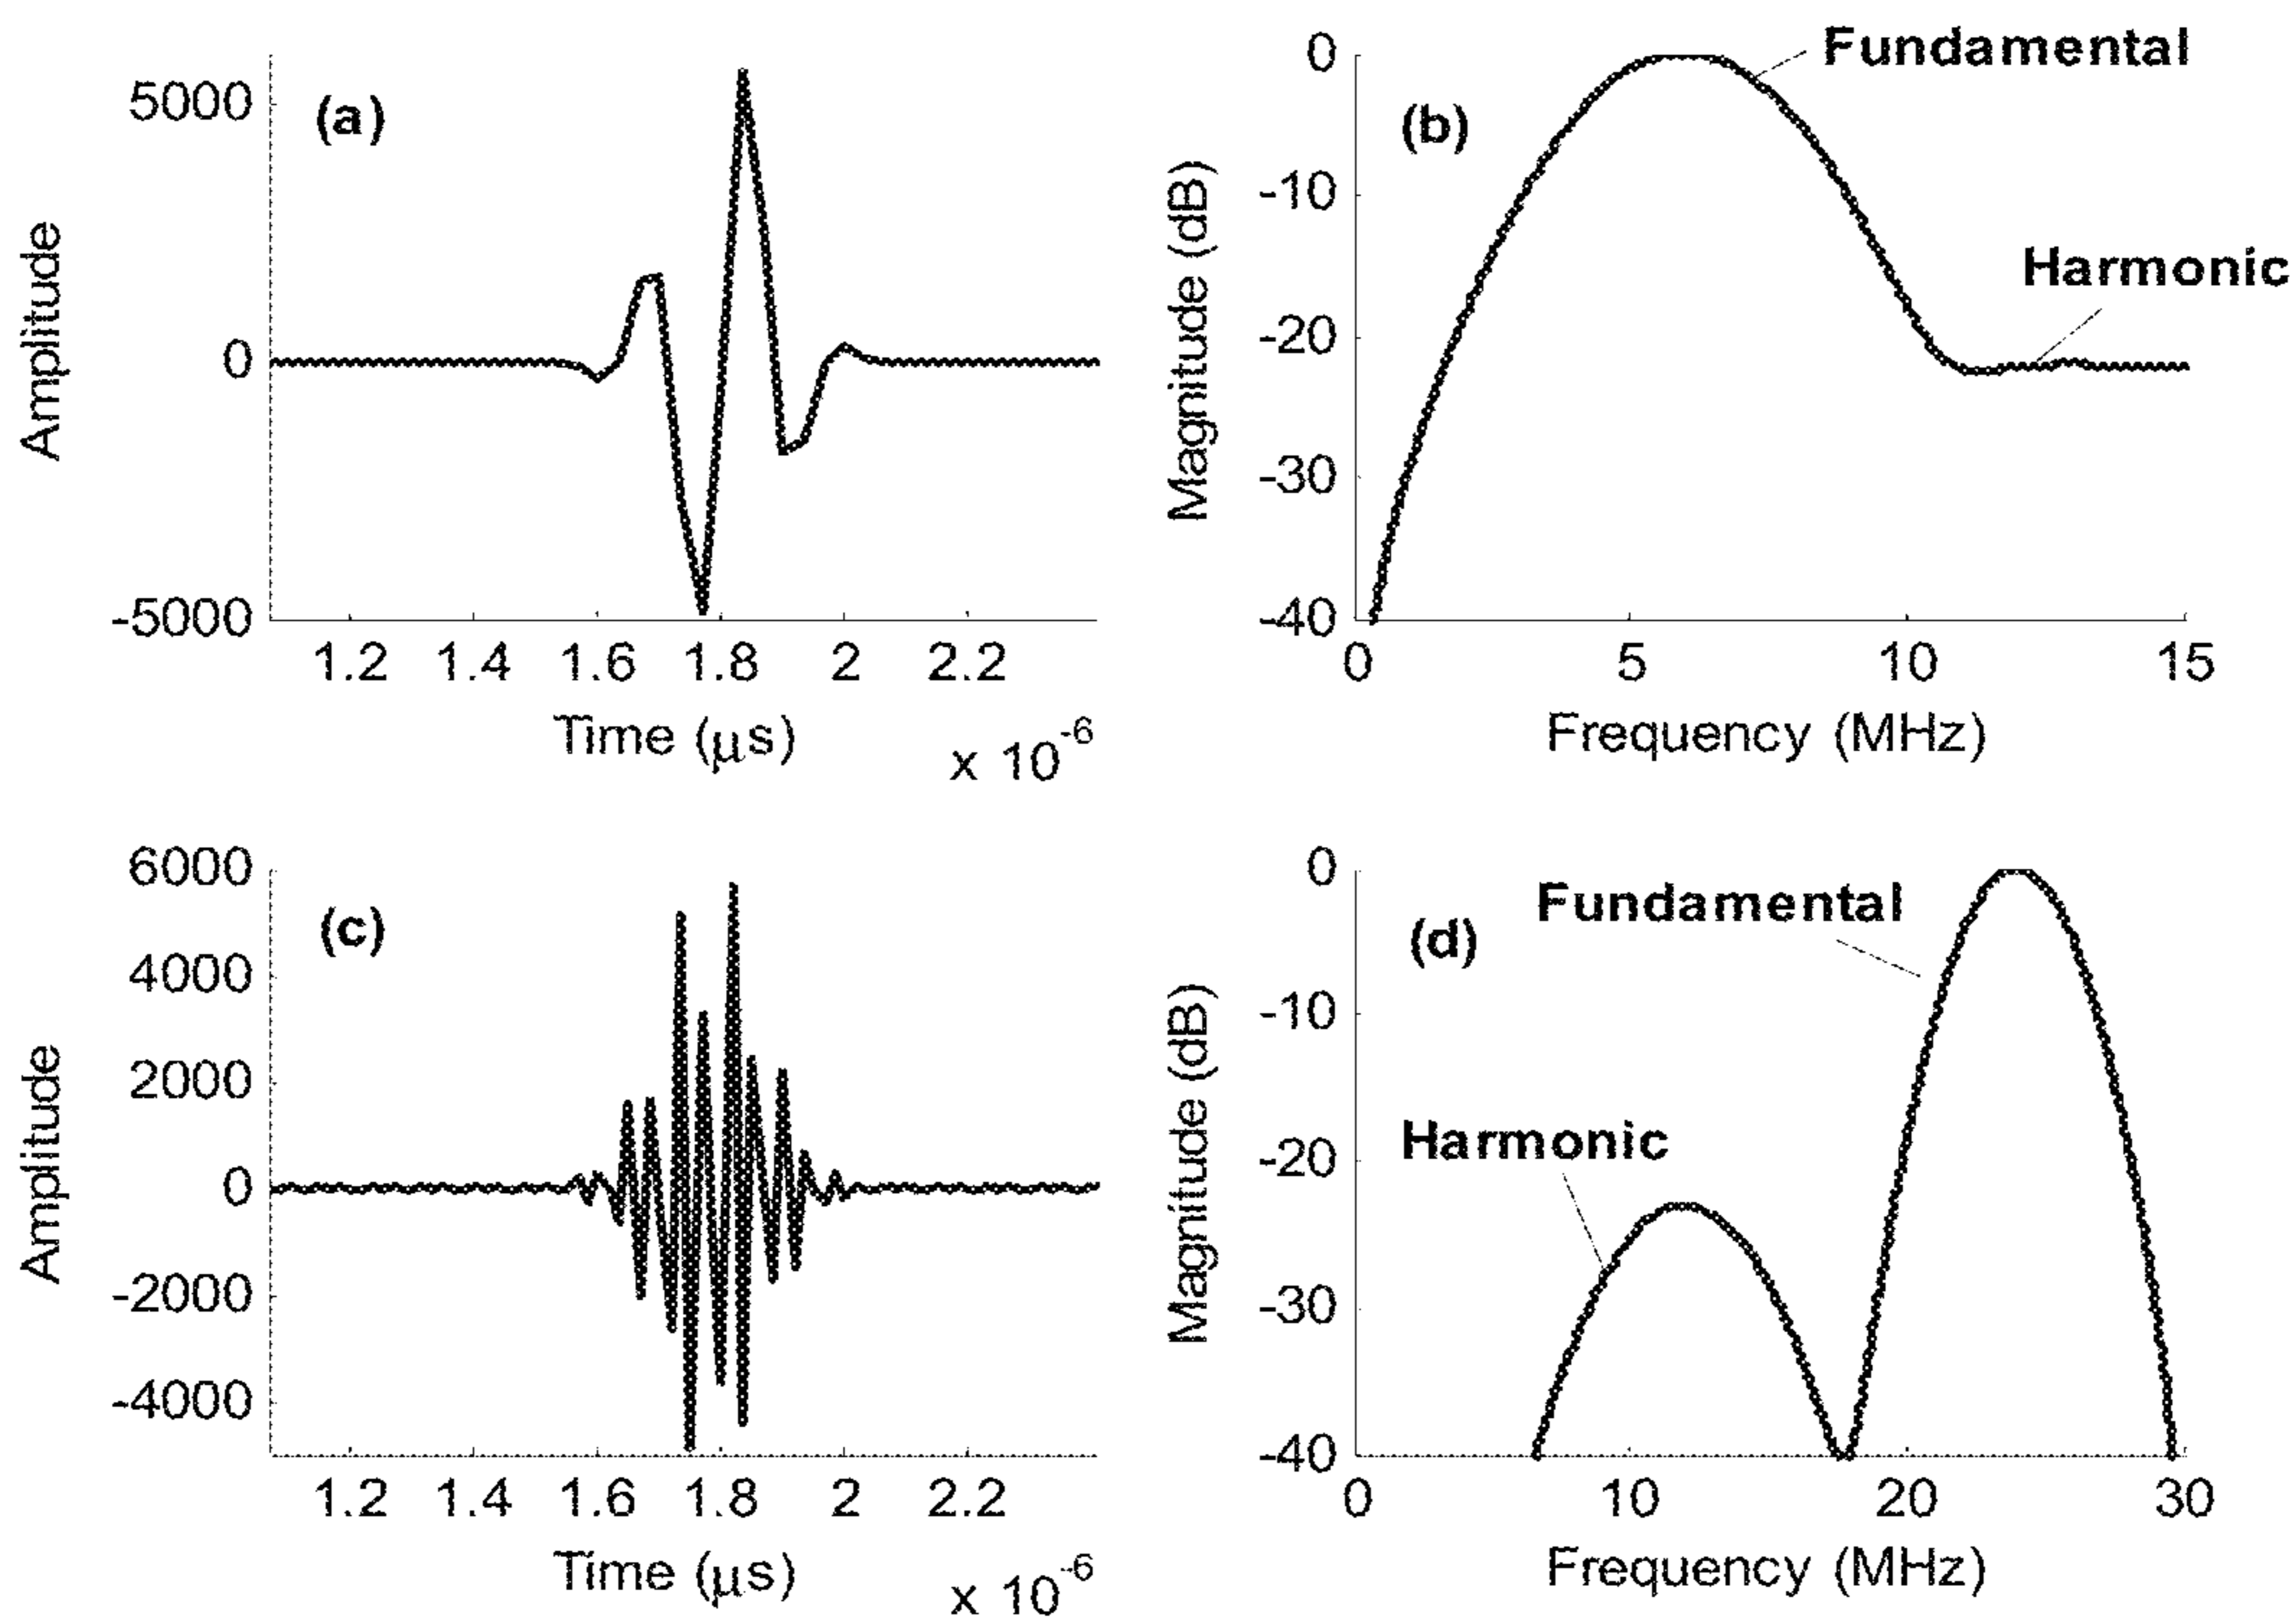 (a)
5000
0
-5000
Amplitude
1.2 1.4 1.6 1.8 2 2.2
Time (μs)
x 10^-6
(b)
Fundamental
Harmonic
0
-10
-20
-30
-40
Magnitude (dB)
0 5 10 15
Frequency (MHz)
(c)
6000
4000
2000
0
-2000
-4000
Amplitude
1.2 1.4 1.6 1.8 2 2.2
Time (μs)
x 10^-6
(d)
Fundamental
Harmonic
0
-10
-20
-30
-40
Magnitude (dB)
0 10 20 30
Frequency (MHz)